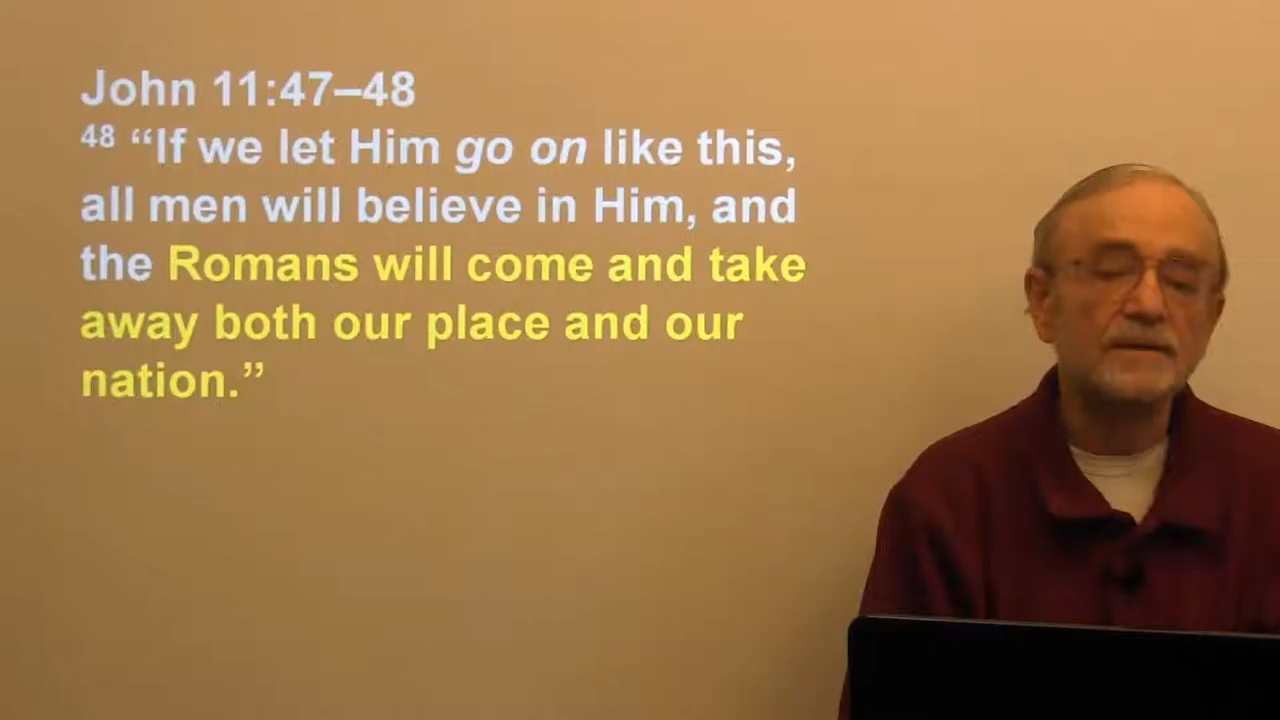 John 11:47–48
48 “If we let Him go on like this,
all men will believe in Him, and
the Romans will come and take
away both our place and our
nation.”